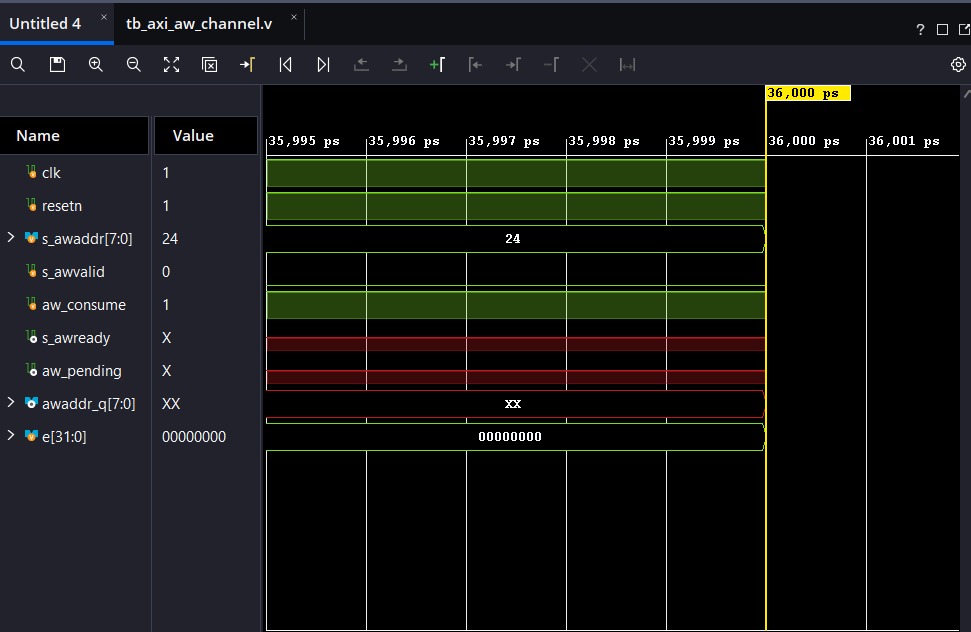 Untitled 4 × tb_axi_aw_channel.v ×
?
36,000 ps
Name Value
35,995 ps 35,996 ps 35,997 ps 35,998 ps 35,999 ps 36,000 ps 36,001 ps
clk 1
resetn 1
s_awaddr[7:0] 24 24
s_awvalid 0
aw_consume 1
s_awready X
aw_pending X
awaddr_q[7:0] XX XX
e[31:0] 00000000 00000000